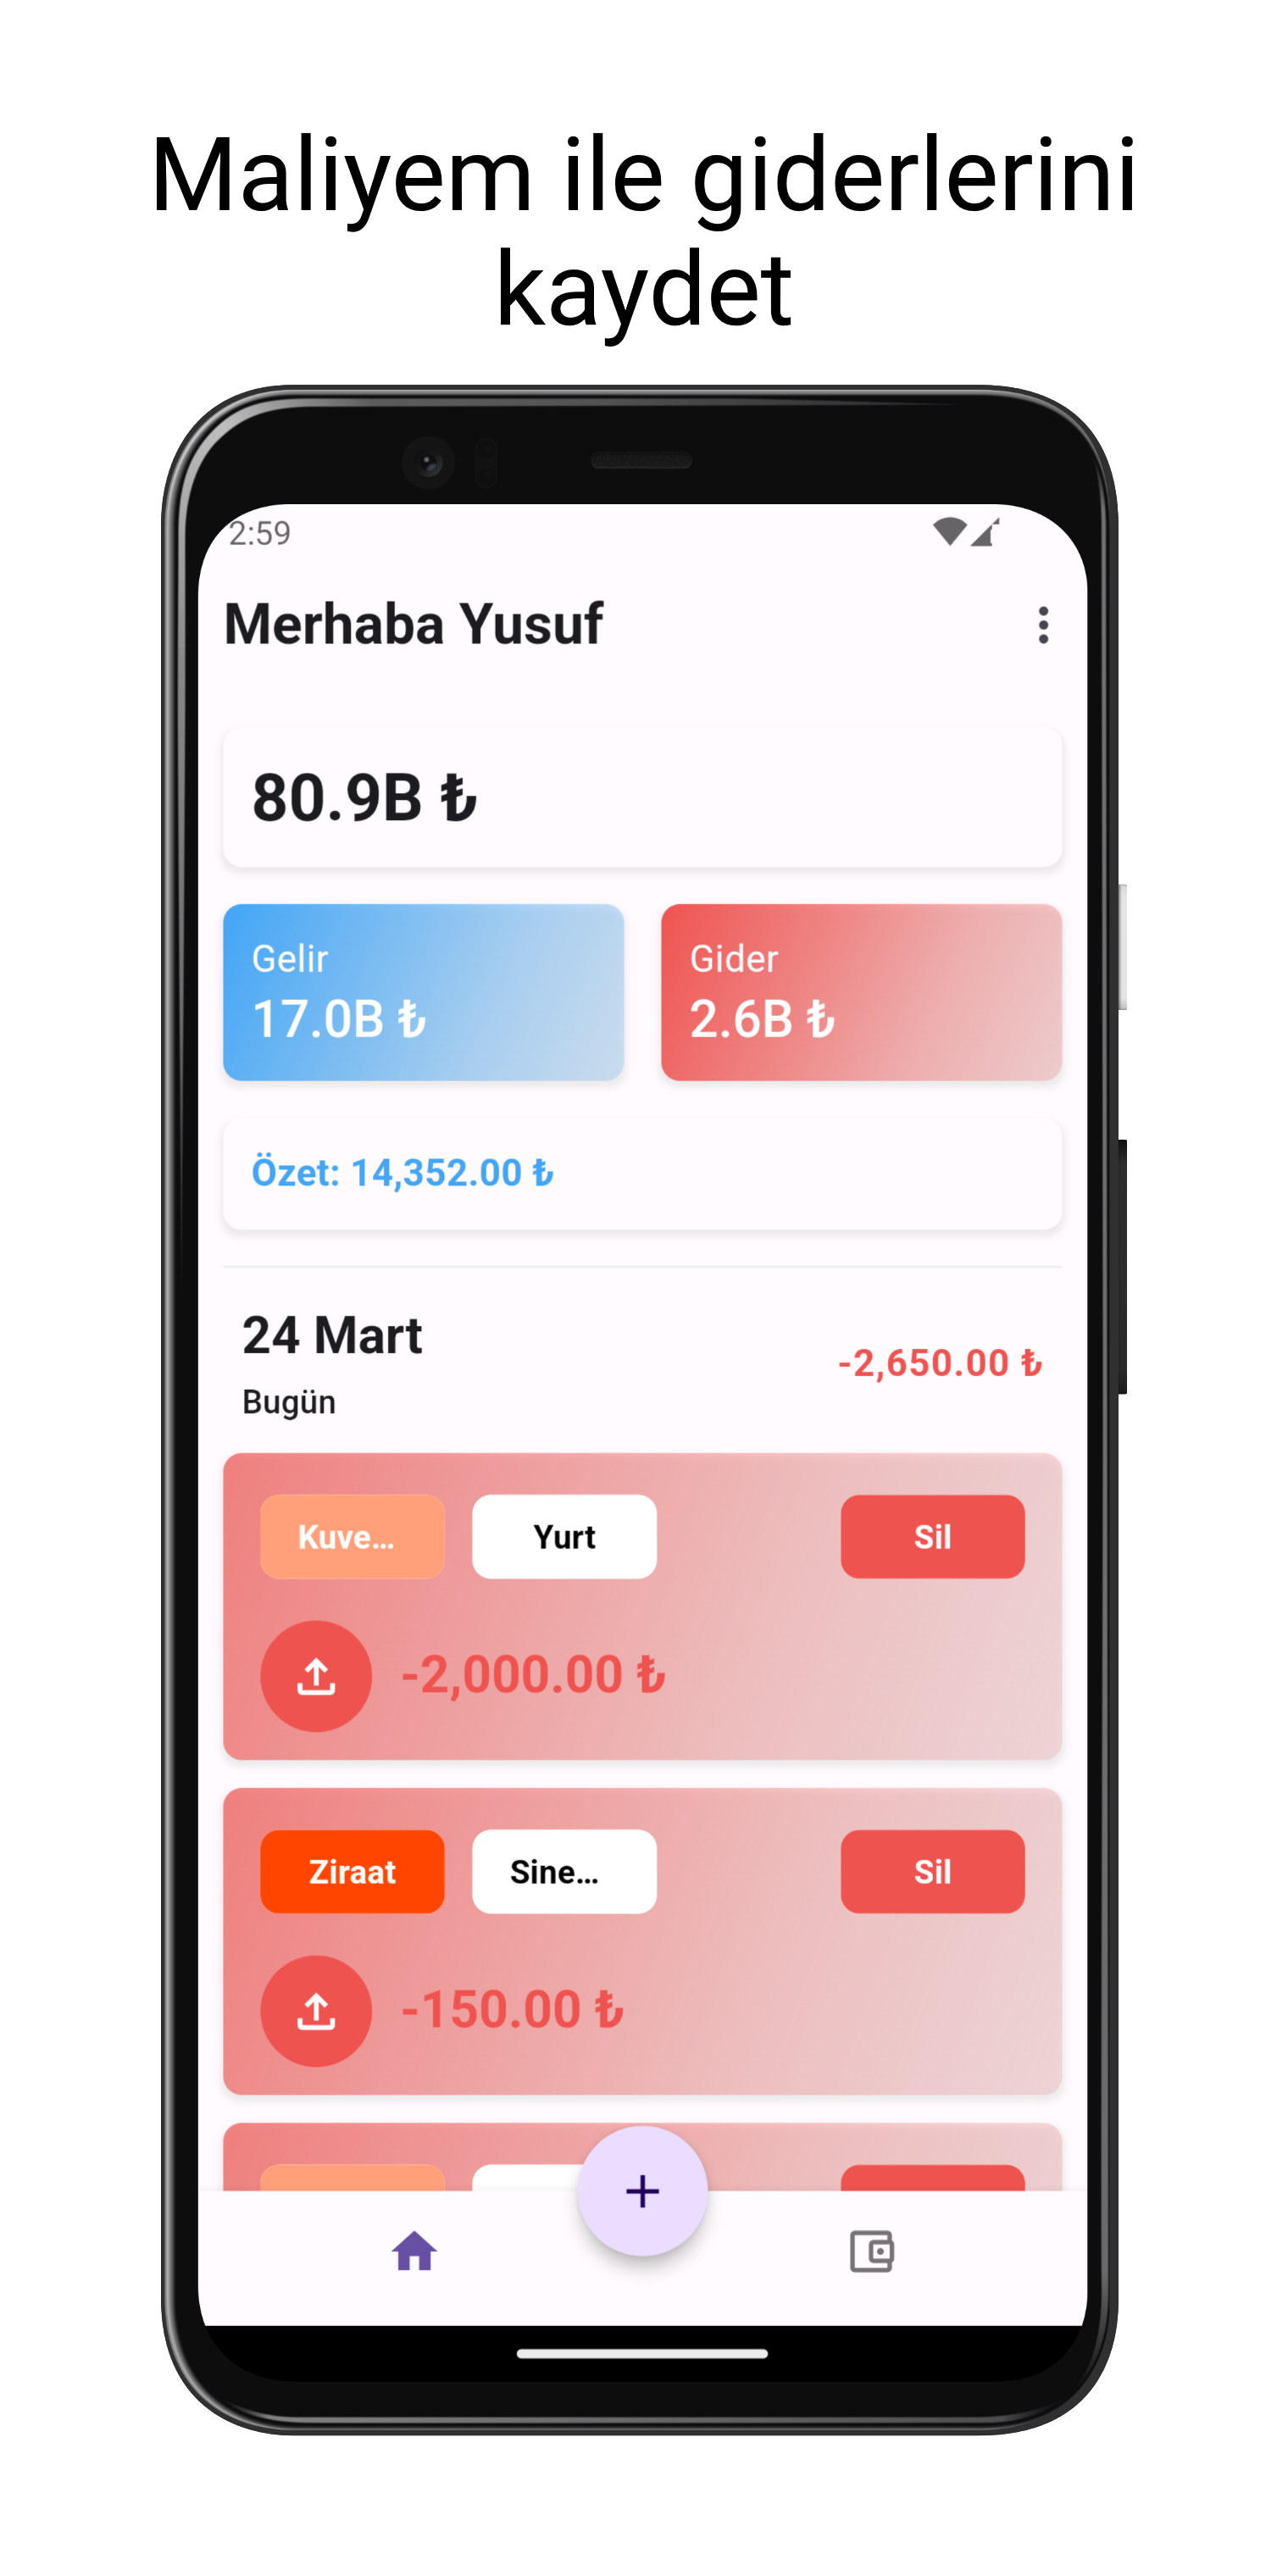 Maliyem ile giderlerini
kaydet
2:59
Merhaba Yusuf
80.9B ₺
Gelir
17.0B ₺
Gider
2.6B ₺
Özet: 14,352.00 ₺
24 Mart
-2,650.00 ₺
Bugün
Kuve...
Yurt
Sil
-2,000.00 ₺
Ziraat
Sine...
Sil
-150.00 ₺